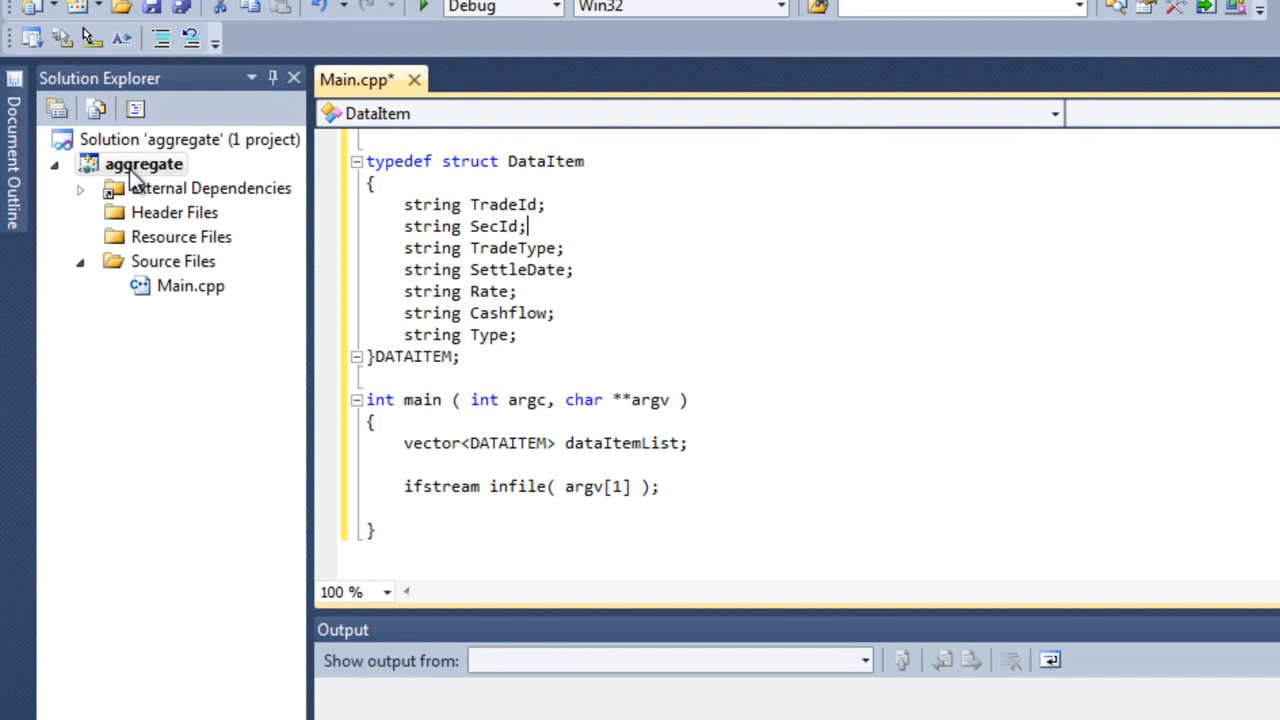 Debug
Win32
Document Outline
Solution Explorer
Solution 'aggregate' (1 project)
aggregate
External Dependencies
Header Files
Resource Files
Source Files
Main.cpp
Main.cpp*
DataItem
typedef struct DataItem
{
string TradeId;
string SecId;
string TradeType;
string SettleDate;
string Rate;
string Cashflow;
string Type;
}DATAITEM;
int main ( int argc, char **argv )
{
vector<DATAITEM> dataItemList;
ifstream infile( argv[1] );
}
100 %
Output
Show output from: